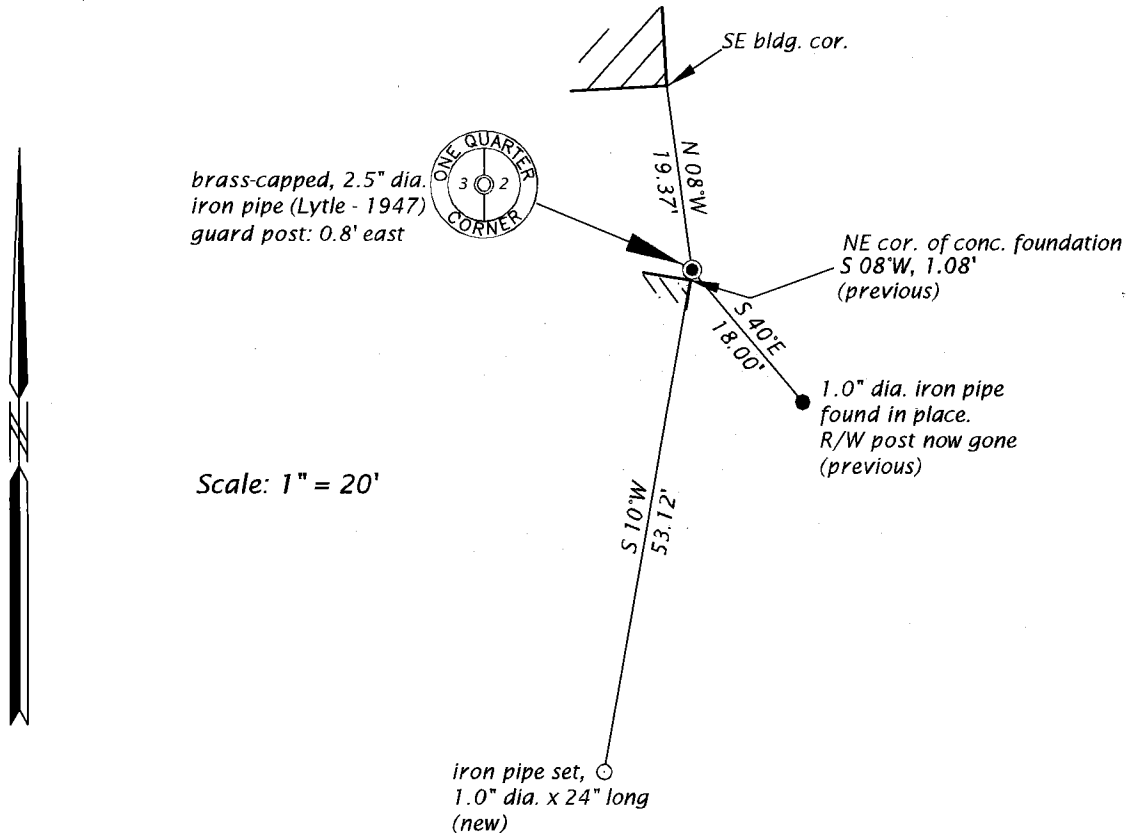 SE bldg. cor.
ONE QUARTER
3 2
CORNER
brass-capped, 2.5" dia.
iron pipe (Lytle - 1947)
guard post: 0.8' east
N 08°W
19.37'
NE cor. of conc. foundation
S 08°W, 1.08'
(previous)
S 40°E
18.00'
1.0" dia. iron pipe
found in place.
R/W post now gone
(previous)
N
Scale: 1" = 20'
S 10°W
53.12'
iron pipe set,
1.0" dia. x 24" long
(new)